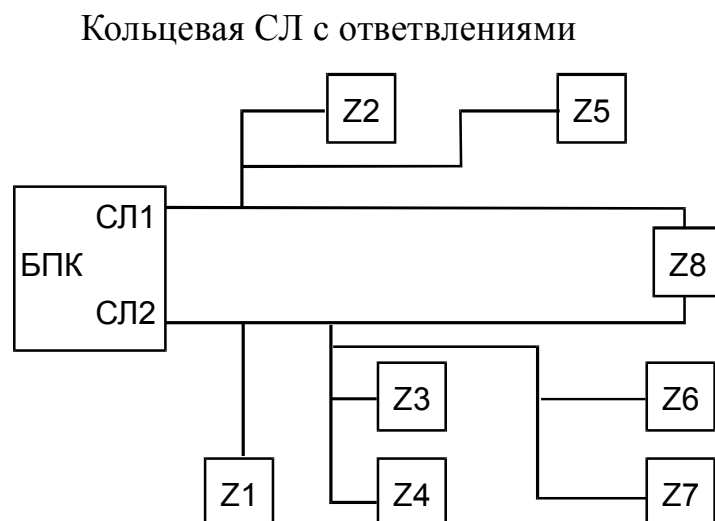 Кольцевая СЛ с ответвлениями
Z2
Z5
СЛ1
БПК
Z8
СЛ2
Z3
Z6
Z1
Z4
Z7